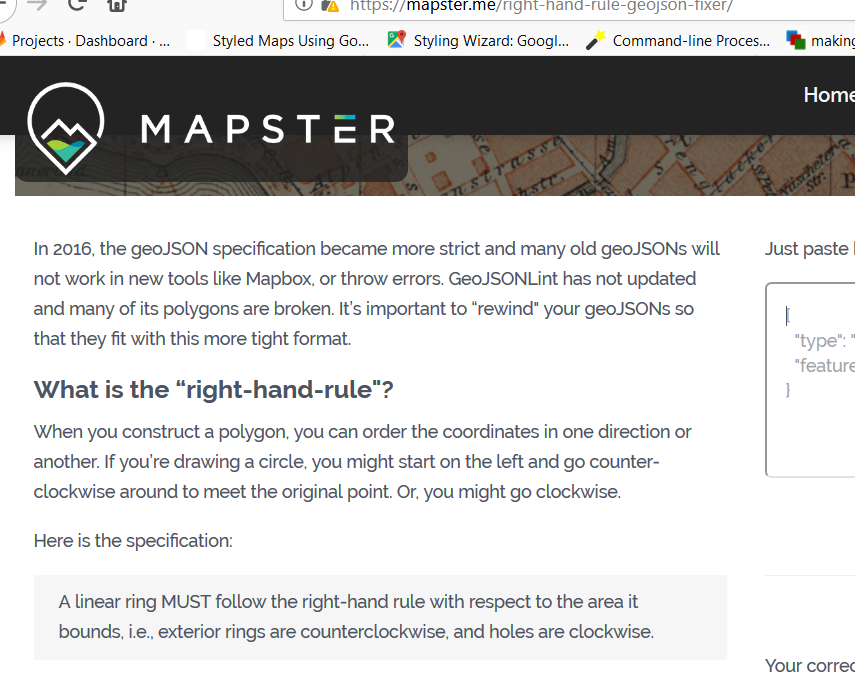 https://mapster.me/right-hand-rule-geojson-fixer/
Projects · Dashboard · ...
Styled Maps Using Go...
Styling Wizard: Googl...
Command-line Proces...
making
Home
MAPSTER
In 2016, the geoJSON specification became more strict and many old geoJSONs will
not work in new tools like Mapbox, or throw errors. GeoJSONLint has not updated
and many of its polygons are broken. It’s important to “rewind" your geoJSONs so
that they fit with this more tight format.
What is the “right-hand-rule"?
When you construct a polygon, you can order the coordinates in one direction or
another. If you’re drawing a circle, you might start on the left and go counter-
clockwise around to meet the original point. Or, you might go clockwise.
Here is the specification:
A linear ring MUST follow the right-hand rule with respect to the area it
bounds, i.e., exterior rings are counterclockwise, and holes are clockwise.
Just paste
{
"type": "
"feature
}
Your correc